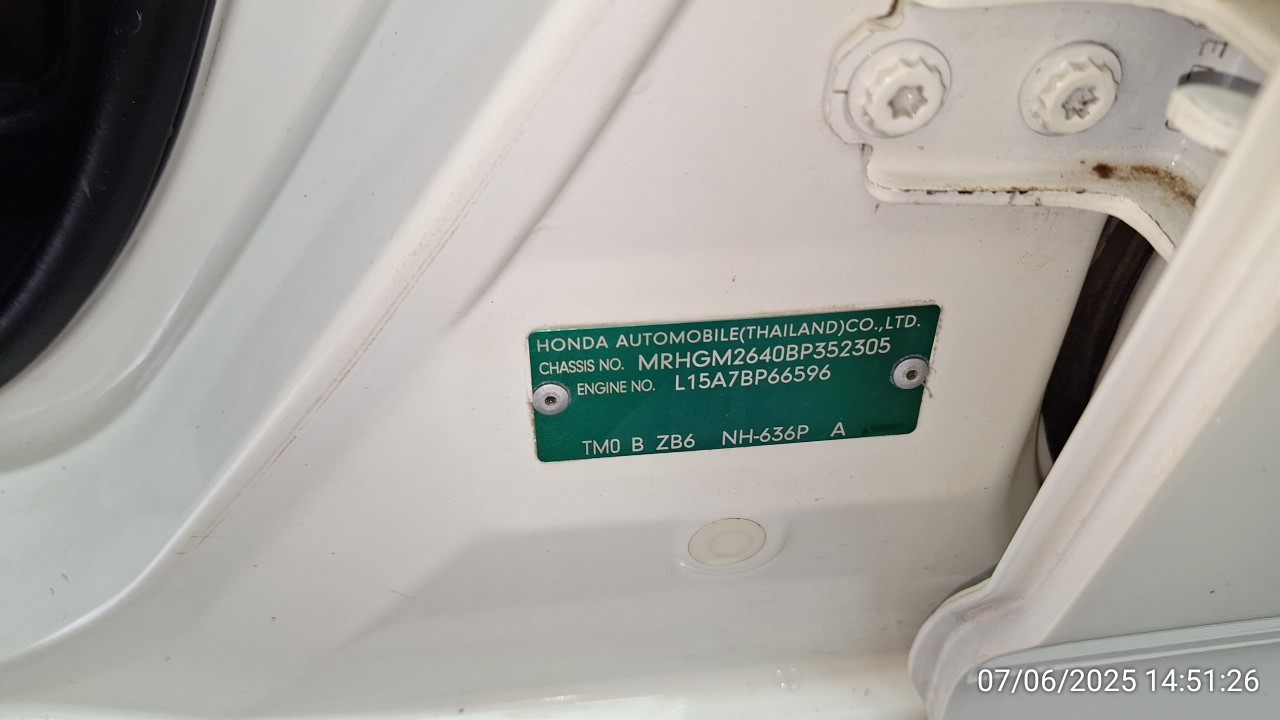 HONDA AUTOMOBILE(THAILAND)CO.,LTD.
CHASSIS NO. MRHGM2640BP352305
ENGINE NO. L15A7BP66596
TM0 B ZB6 NH-636P A
07/06/2025 14:51:26